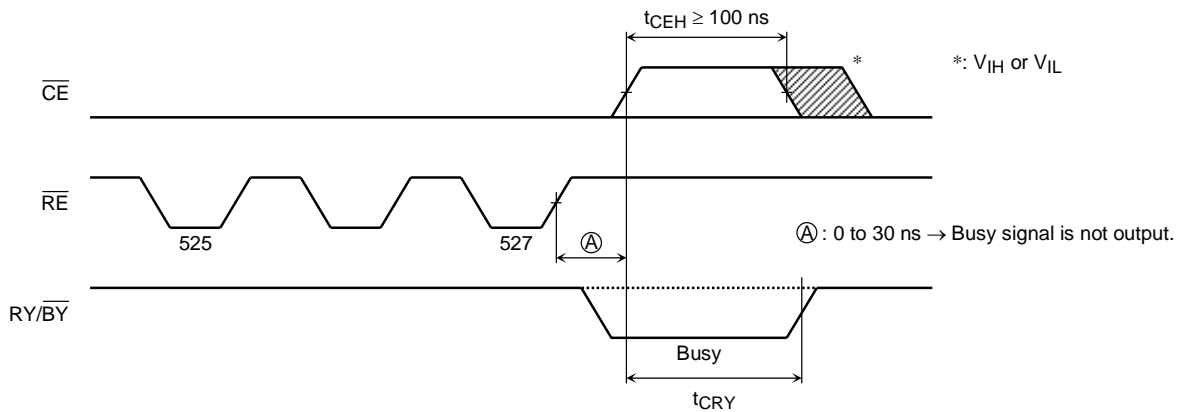 tCEH ≥ 100 ns
*
*: VIH or VIL
CE
RE
525
527
A
A : 0 to 30 ns → Busy signal is not output.
RY/BY
Busy
tCRY